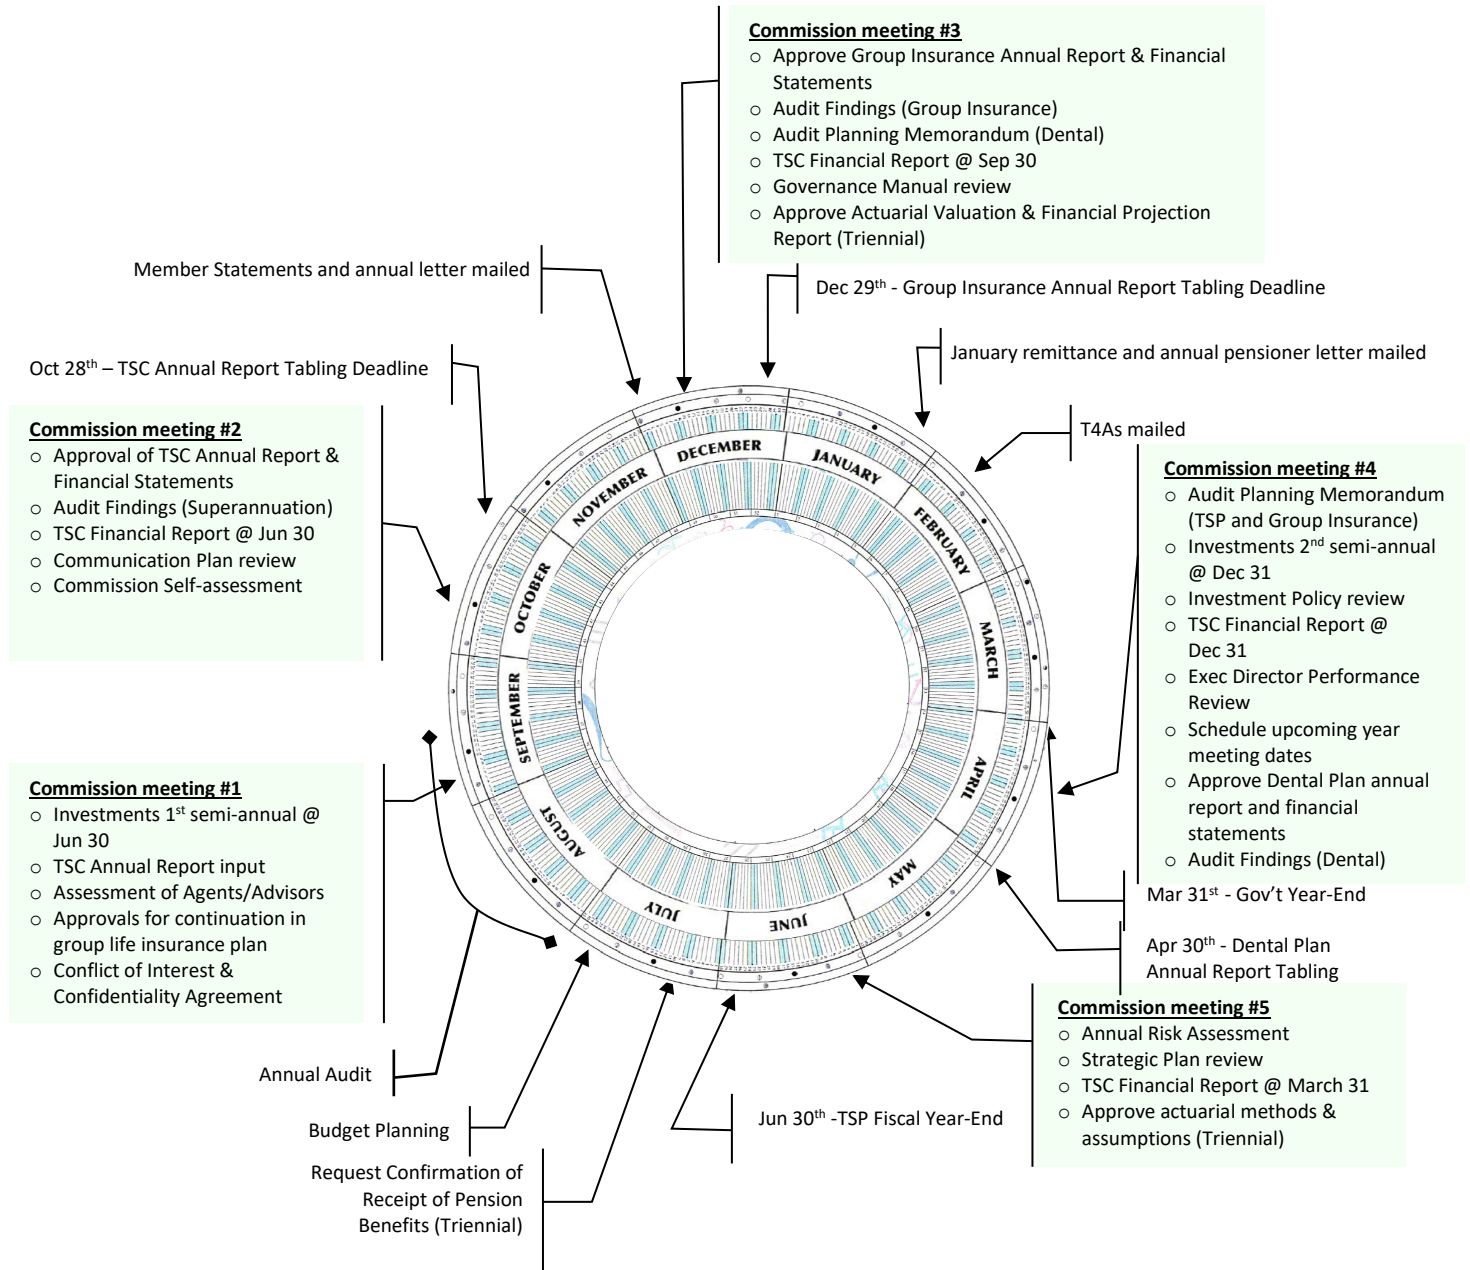 Commission meeting #3
○ Approve Group Insurance Annual Report & Financial
Statements
○ Audit Findings (Group Insurance)
○ Audit Planning Memorandum (Dental)
○ TSC Financial Report @ Sep 30
○ Governance Manual review
○ Approve Actuarial Valuation & Financial Projection
Report (Triennial)
Member Statements and annual letter mailed
Dec 29th - Group Insurance Annual Report Tabling Deadline
January remittance and annual pensioner letter mailed
Oct 28th – TSC Annual Report Tabling Deadline
T4As mailed
Commission meeting #2
○ Approval of TSC Annual Report &
Financial Statements
○ Audit Findings (Superannuation)
○ TSC Financial Report @ Jun 30
○ Communication Plan review
○ Commission Self-assessment
Commission meeting #4
○ Audit Planning Memorandum
(TSP and Group Insurance)
○ Investments 2nd semi-annual
@ Dec 31
○ Investment Policy review
○ TSC Financial Report @
Dec 31
○ Exec Director Performance
Review
○ Schedule upcoming year
meeting dates
○ Approve Dental Plan annual
report and financial
statements
○ Audit Findings (Dental)
DECEMBER
JANUARY
FEBRUARY
MARCH
APRIL
MAY
JUNE
JULY
AUGUST
SEPTEMBER
OCTOBER
NOVEMBER
Commission meeting #1
○ Investments 1st semi-annual @
Jun 30
○ TSC Annual Report input
○ Assessment of Agents/Advisors
○ Approvals for continuation in
group life insurance plan
○ Conflict of Interest &
Confidentiality Agreement
Mar 31st - Gov't Year-End
Apr 30th - Dental Plan
Annual Report Tabling
Commission meeting #5
○ Annual Risk Assessment
○ Strategic Plan review
○ TSC Financial Report @ March 31
○ Approve actuarial methods &
assumptions (Triennial)
Annual Audit
Budget Planning
Jun 30th -TSP Fiscal Year-End
Request Confirmation of
Receipt of Pension
Benefits (Triennial)